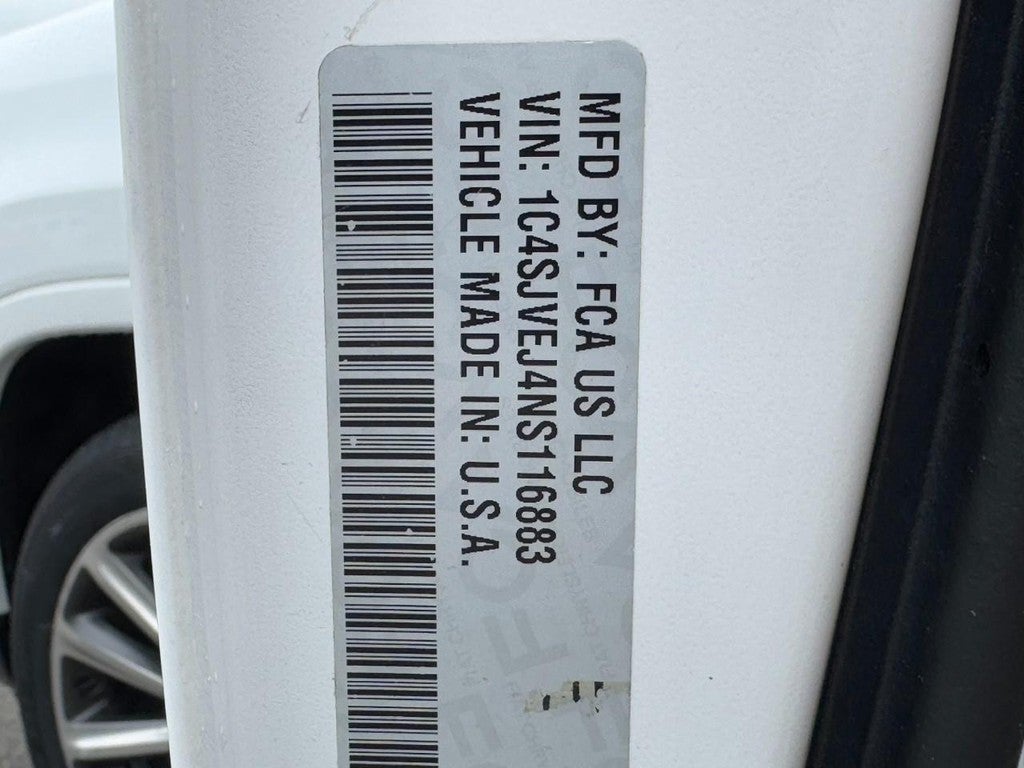 MFD BY: FCA US LLC
VIN: 1C4SJVEJ4NS116883
VEHICLE MADE IN: U.S.A.